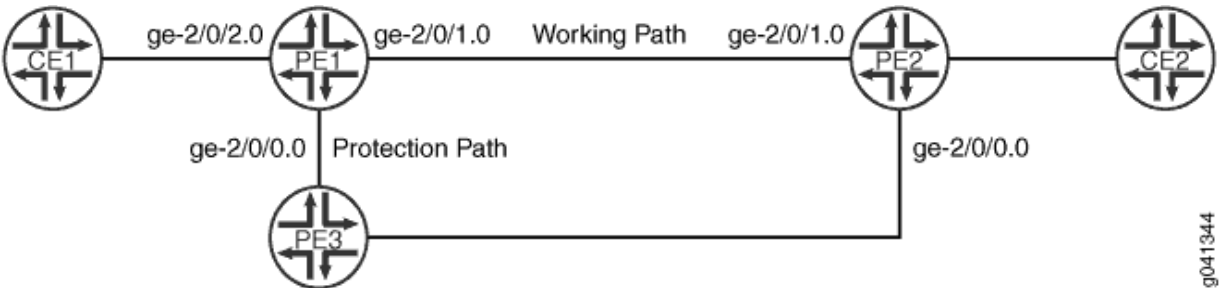 ge-2/0/2.0 ge-2/0/1.0 Working Path ge-2/0/1.0
CE1 PE1 PE2 CE2
ge-2/0/0.0 Protection Path ge-2/0/0.0
PE3
g041344